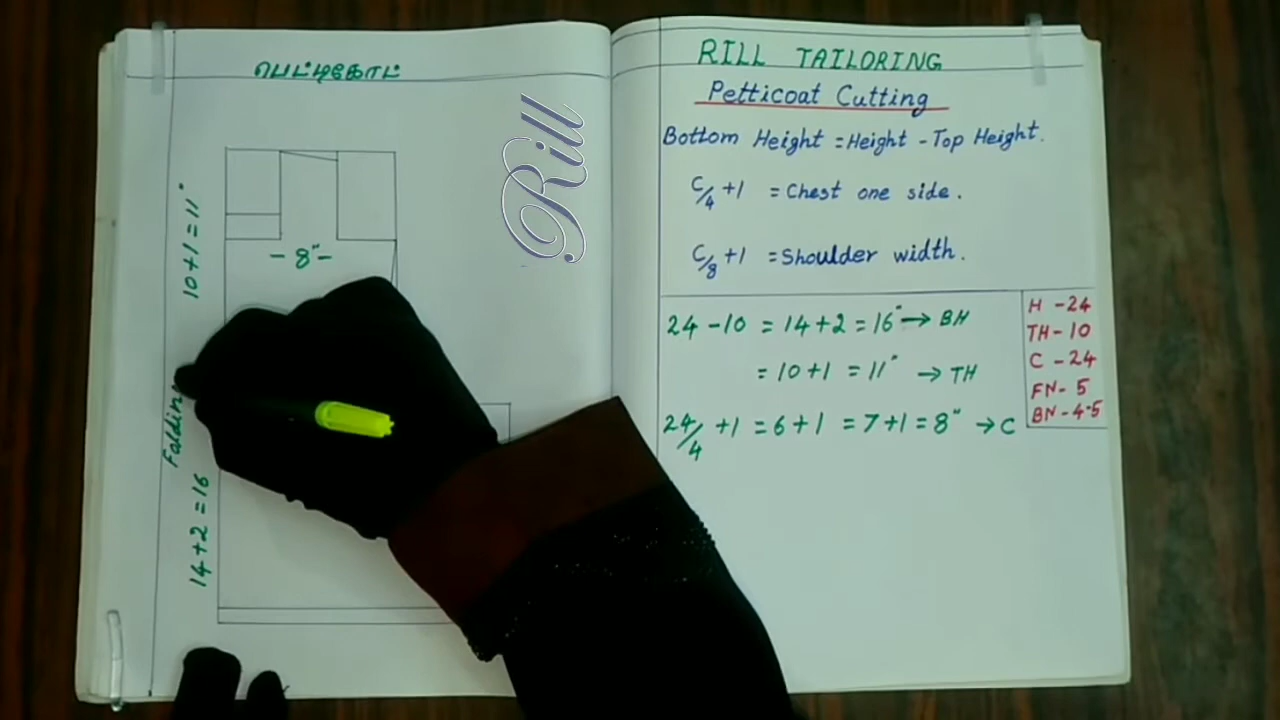 பெட்டிகோட்
10+1=11"
-8"-
14+2=16
Rill
RILL TAILORING
Petticoat Cutting
Bottom Height =Height -Top Height.
C/4 +1 =Chest one side.
C/8 +1 =Shoulder width.
24 -10 =14+2 =16" → BH
=10+1 =11" → TH
24/4 +1 =6+1 =7+1=8" → C
H -24
TH-10
C -24
FN- 5
BN-4.5